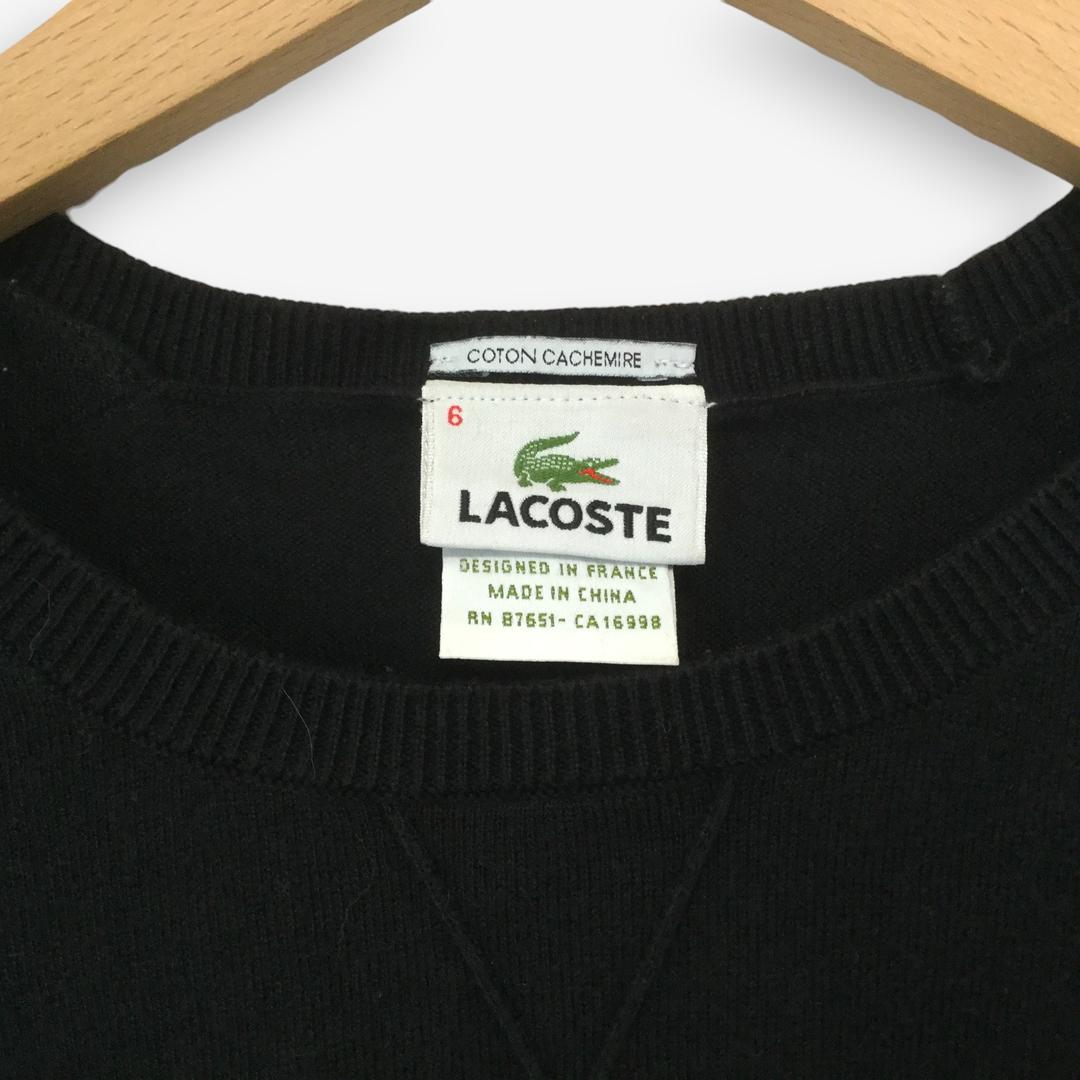 COTON CACHEMIRE
6
LACOSTE
DESIGNED IN FRANCE
MADE IN CHINA
RN 87651- CA16998